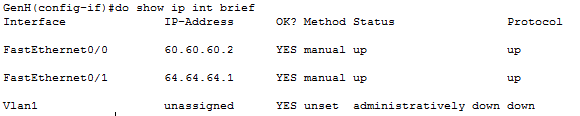 GenH(config-if)#do show ip int brief
Interface IP-Address OK? Method Status Protocol
FastEthernet0/0 60.60.60.2 YES manual up up
FastEthernet0/1 64.64.64.1 YES manual up up
Vlan1 unassigned YES unset administratively down down